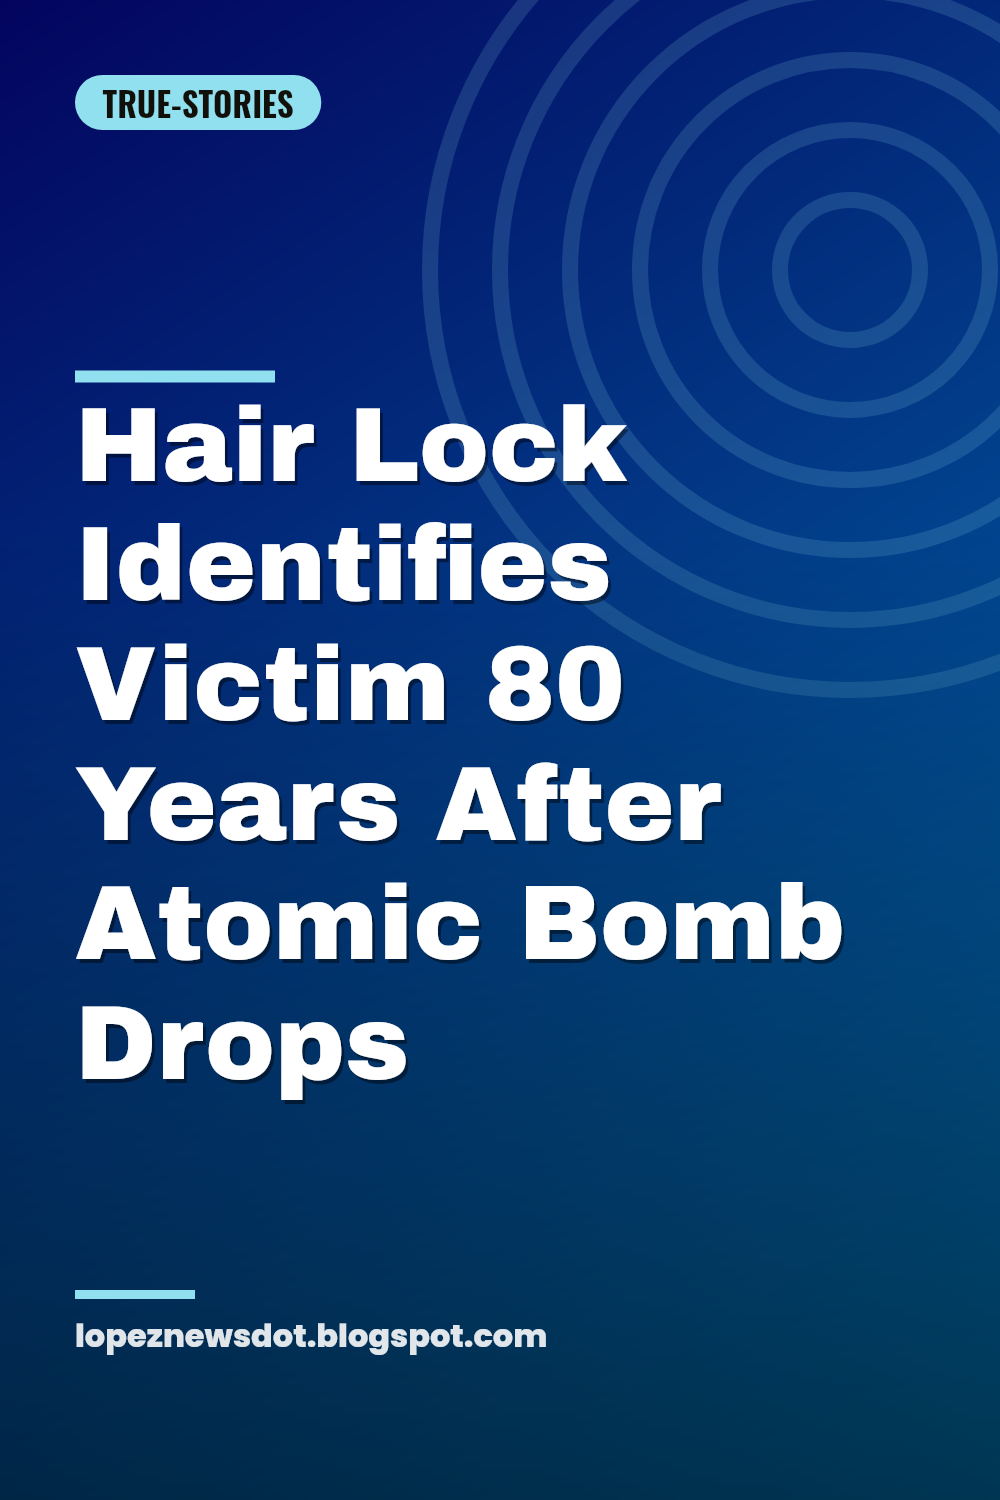 TRUE-STORIES
Hair Lock
Identifies
Victim 80
Years After
Atomic Bomb
Drops
lopeznewsdot.blogspot.com